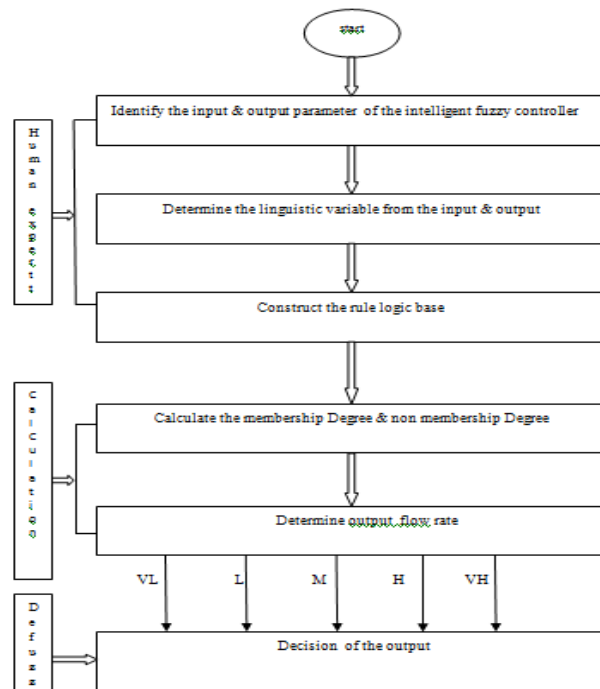 start
Identify the input & output parameter of the intelligent fuzzy controller
Human experts
Determine the linguistic variable from the input & output
Construct the rule logic base
Calculation
Calculate the membership Degree & non membership Degree
Determine output flow rate
VL L M H VH
Defuzz
Decision of the output